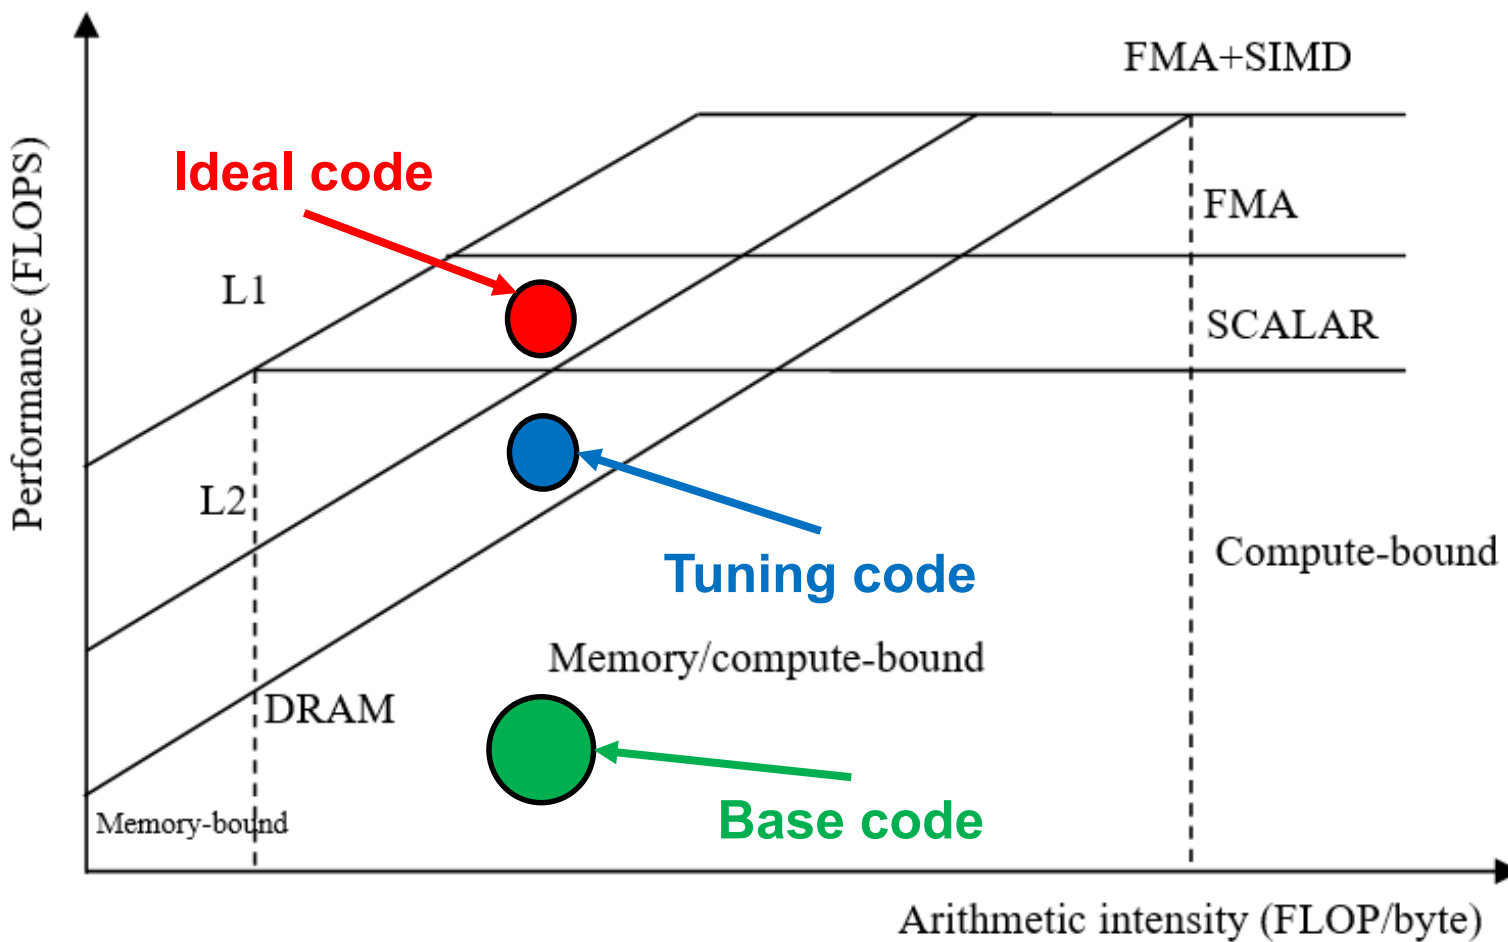 FMA+SIMD
Ideal code
Performance (FLOPS)
FMA
L1
SCALAR
L2
Compute-bound
Tuning code
Memory/compute-bound
DRAM
Memory-bound
Base code
Arithmetic intensity (FLOP/byte)